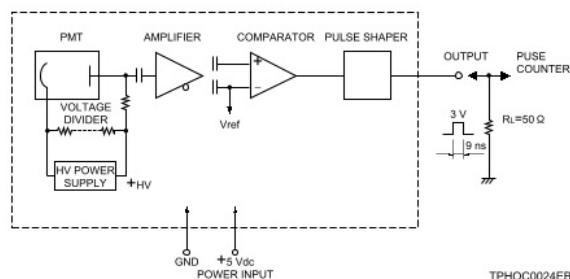 PMT
AMPLIFIER
COMPARATOR
PULSE SHAPER
OUTPUT
PUSE
COUNTER
VOLTAGE
DIVIDER
+
−
Vref
3 V
9 ns
RL=50 Ω
HV POWER
SUPPLY
+HV
GND
+5 Vdc
POWER INPUT
TPHOC0024EB